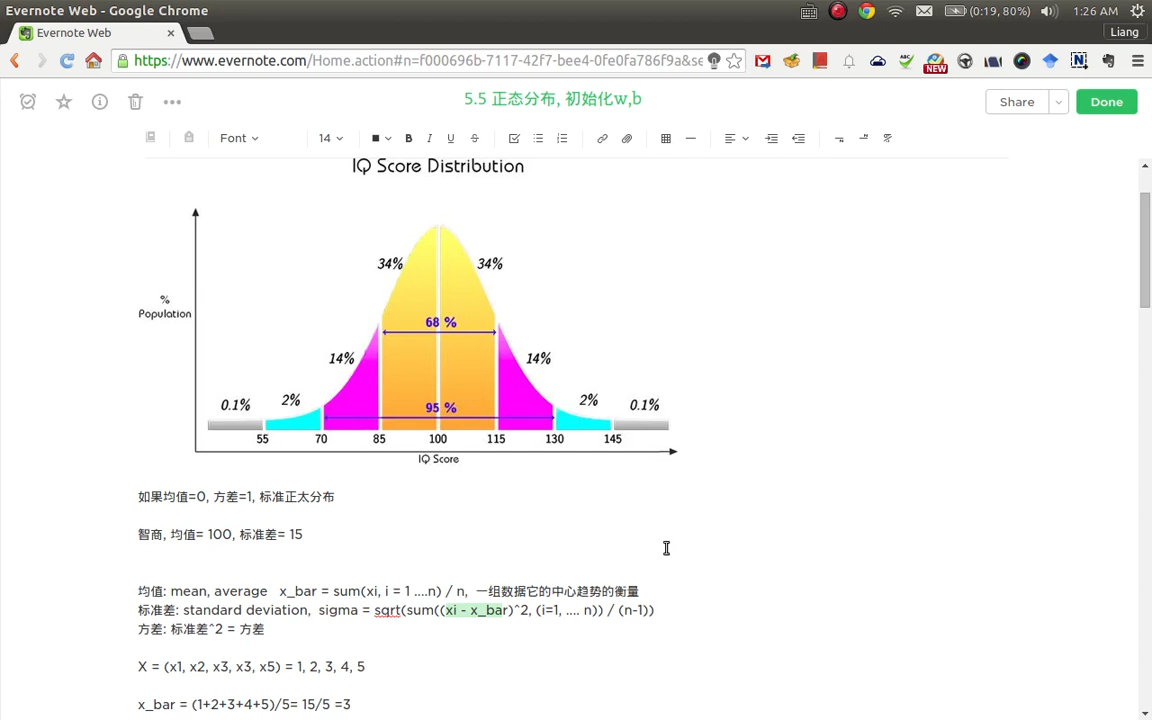 Evernote Web - Google Chrome
(0:19, 80%)
1:26 AM
Evernote Web
Liang
https://www.evernote.com/Home.action#n=f000696b-7117-42f7-bee4-0fe0fa786f9a&se
NEW
5.5 正态分布, 初始化w,b
Share
Done
Font
14
B I U S
IQ Score Distribution
34% 34%
%
Population
68 %
14% 14%
95 %
0.1% 2% 2% 0.1%
55 70 85 100 115 130 145
IQ Score
如果均值=0, 方差=1, 标准正太分布
智商, 均值= 100, 标准差= 15
均值: mean, average x_bar = sum(xi, i = 1 ....n) / n, 一组数据它的中心趋势的衡量
标准差: standard deviation, sigma = sqrt(sum((xi - x_bar)^2, (i=1, .... n)) / (n-1))
方差: 标准差^2 = 方差
X = (x1, x2, x3, x3, x5) = 1, 2, 3, 4, 5
x_bar = (1+2+3+4+5)/5= 15/5 =3